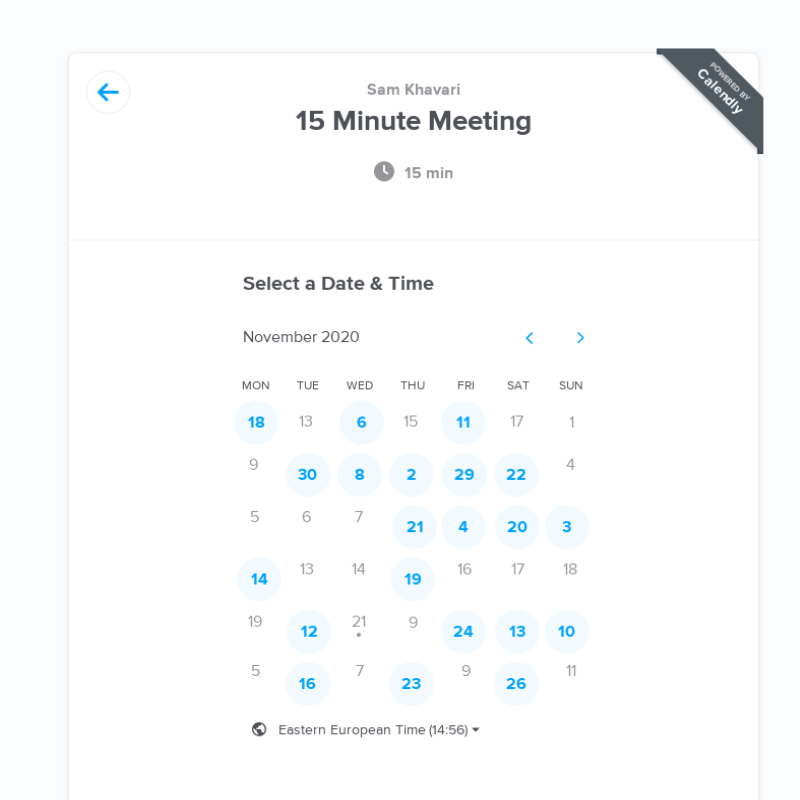 POWERED BY
Calendly
Sam Khavari
15 Minute Meeting
15 min
Select a Date & Time
November 2020
MON TUE WED THU FRI SAT SUN
18 13 6 15 11 17 1
9 30 8 2 29 22 4
5 6 7 21 4 20 3
14 13 14 19 16 17 18
19 12 21 9 24 13 10
5 16 7 23 9 26 11
Eastern European Time (14:56)